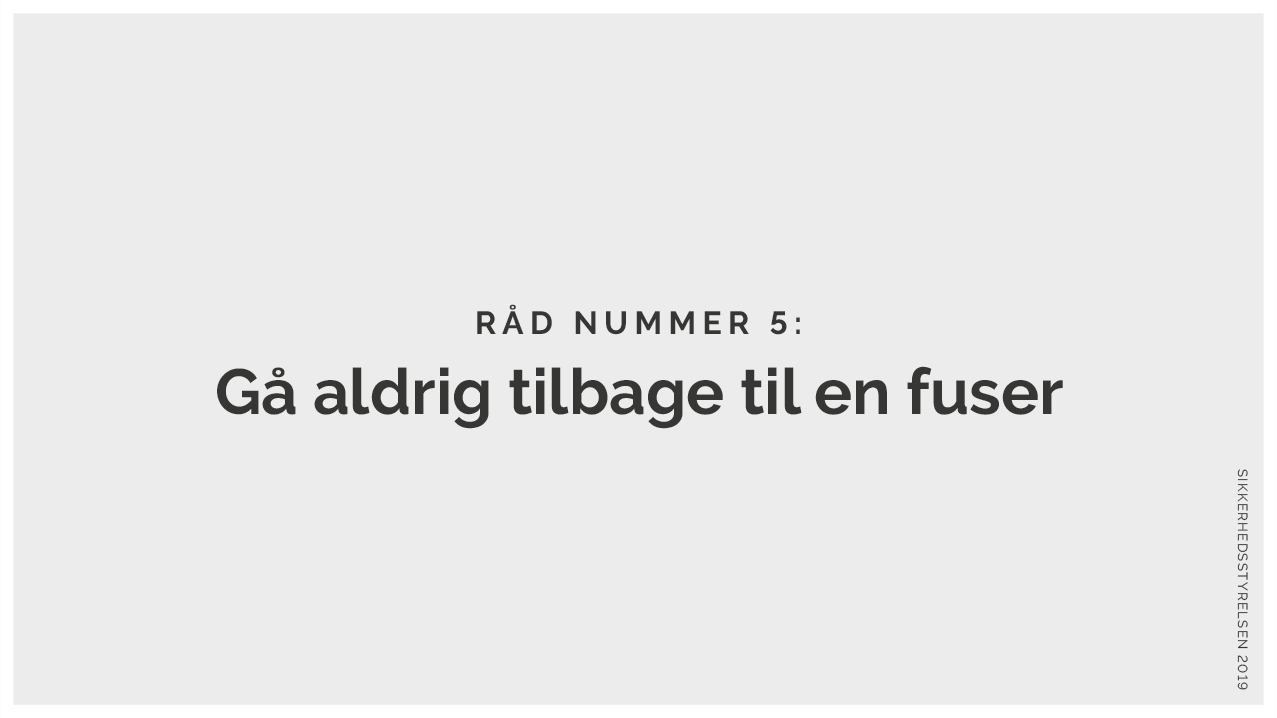 RÅD NUMMER 5:
Gå aldrig tilbage til en fuser
SIKKERHEDSSTYRELSEN 2019